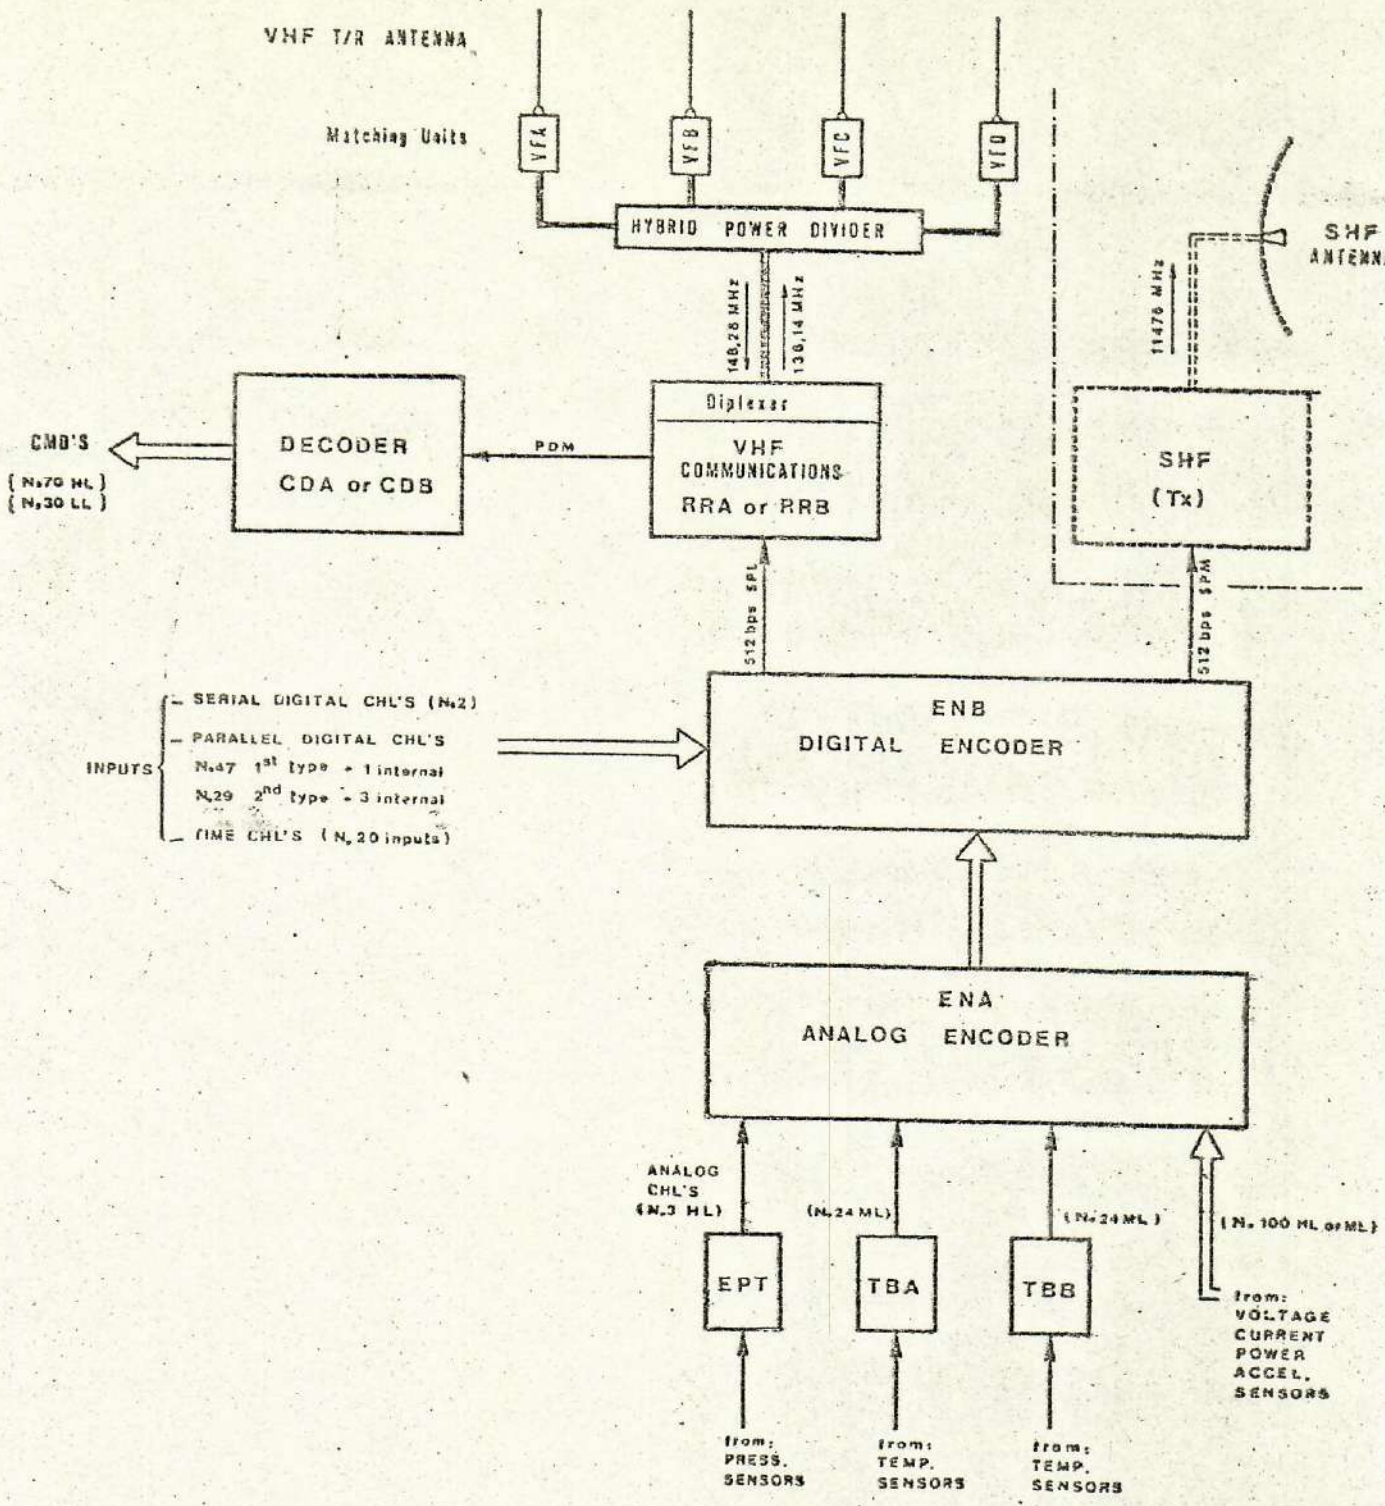 VHF T/R ANTENNA
Matching Units
VFA
VFB
VFC
VFD
HYBRID POWER DIVIDER
148,28 MHz
136,14 MHz
11476 MHz
SHF
ANTENN
Diplexer
VHF
COMMUNICATIONS
RRA or RRB
PDM
DECODER
CDA or CDB
CMD'S
(N.70 HL)
(N.30 LL)
SHF
(Tx)
512 bps SPL
512 bps SPM
INPUTS
— SERIAL DIGITAL CHL'S (N.2)
— PARALLEL DIGITAL CHL'S
N.47 1st type + 1 internal
N.29 2nd type + 3 internal
— TIME CHL'S (N. 20 inputs)
ENB
DIGITAL ENCODER
ENA
ANALOG ENCODER
ANALOG
CHL'S
(N.3 HL)
(N.24 ML)
(N.24 ML)
(N. 100 HL or ML)
EPT
TBA
TBB
from:
VOLTAGE
CURRENT
POWER
ACCEL.
SENSORS
from:
PRESS.
SENSORS
from:
TEMP.
SENSORS
from:
TEMP.
SENSORS